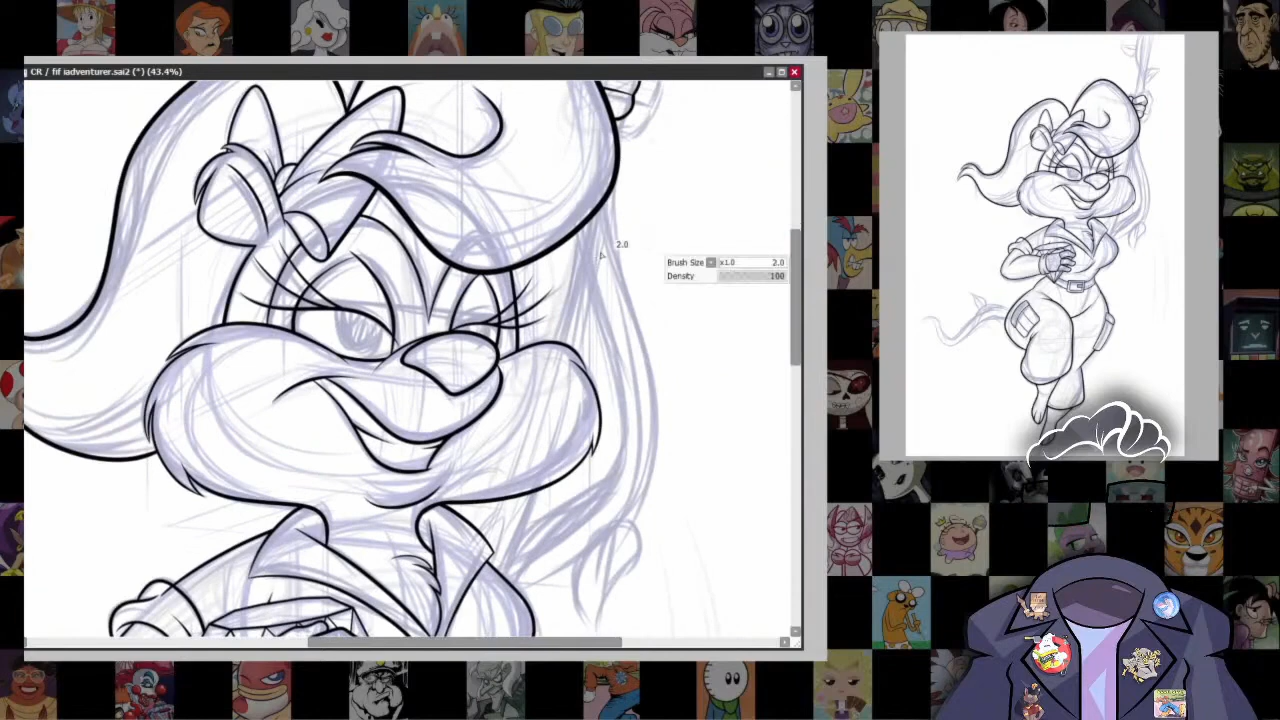 CR / fif iadventurer.sai2 (*) (43.4%)
2.0
Brush Size x1.0 2.0
Density 100